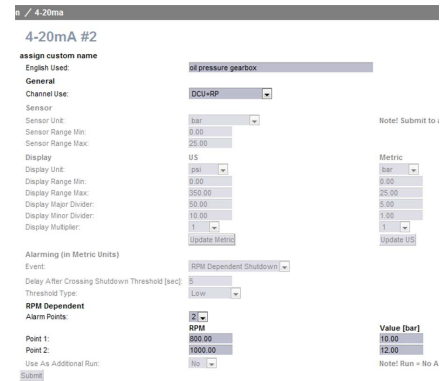 n / 4-20ma
4-20mA #2
assign custom name
English Used: oil pressure gearbox
General
Channel Use: DCU+RP
Sensor
Sensor Unit: bar Note! Submit to a
Sensor Range Min: 0.00
Sensor Range Max: 25.00
Display US Metric
Display Unit: psi bar
Display Range Min: 0.00 0.00
Display Range Max: 350.00 25.00
Display Major Divider: 50.00 5.00
Display Minor Divider: 10.00 1.00
Display Multiplier: 1 1
Update Metric Update US
Alarming (in Metric Units)
Event: RPM Dependent Shutdown
Delay After Crossing Shutdown Threshold [sec]: 5
Threshold Type: Low
RPM Dependent
Alarm Points: 2
RPM Value [bar]
Point 1: 800.00 10.00
Point 2: 1000.00 12.00
Use As Additional Run: No Note! Run = No A
Submit